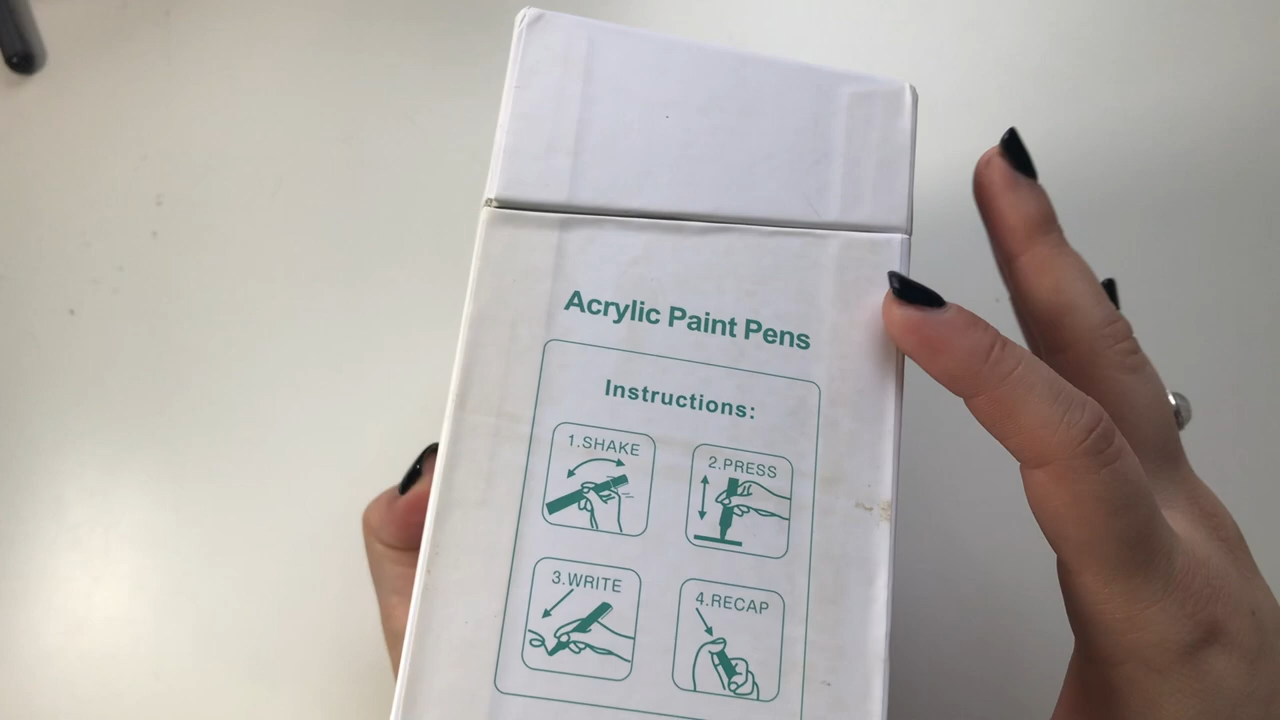 Acrylic Paint Pens
Instructions:
1.SHAKE
2.PRESS
3.WRITE
4.RECAP